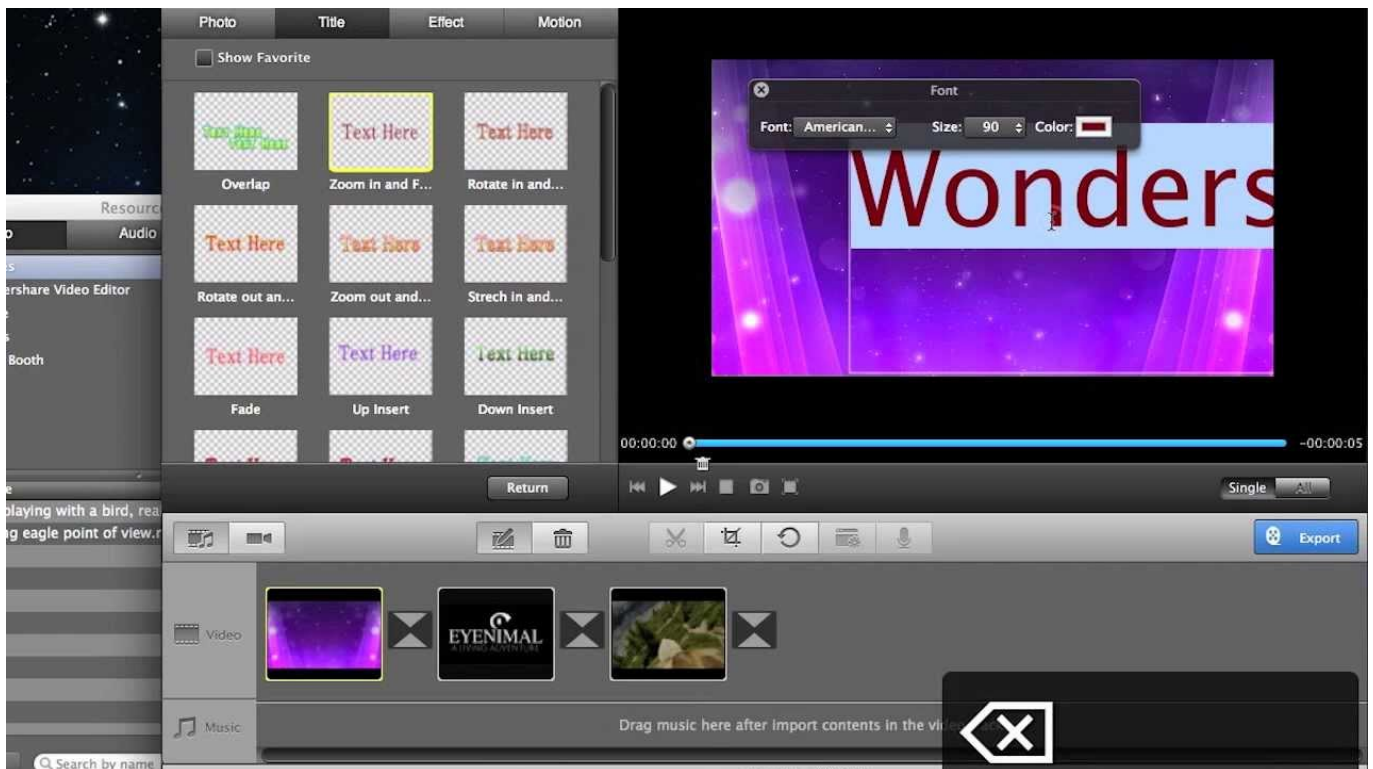 Photo Title Effect Motion
Show Favorite
Text Here Text Here
Overlap Zoom in and F... Rotate in and...
Text Here Text Here Text Here
Rotate out an... Zoom out and... Strech in and...
Text Here Text Here Text Here
Fade Up Insert Down Insert
Return
Resourc
Audio
ershare Video Editor
Booth
playing with a bird, rea
ng eagle point of view.r
Search by name
Font
Font: American... Size: 90 Color:
Wonders
00:00:00 -00:00:05
Single All
Export
Video
EYENIMAL
A LIVING ADVENTURE
Music
Drag music here after import contents in the vi